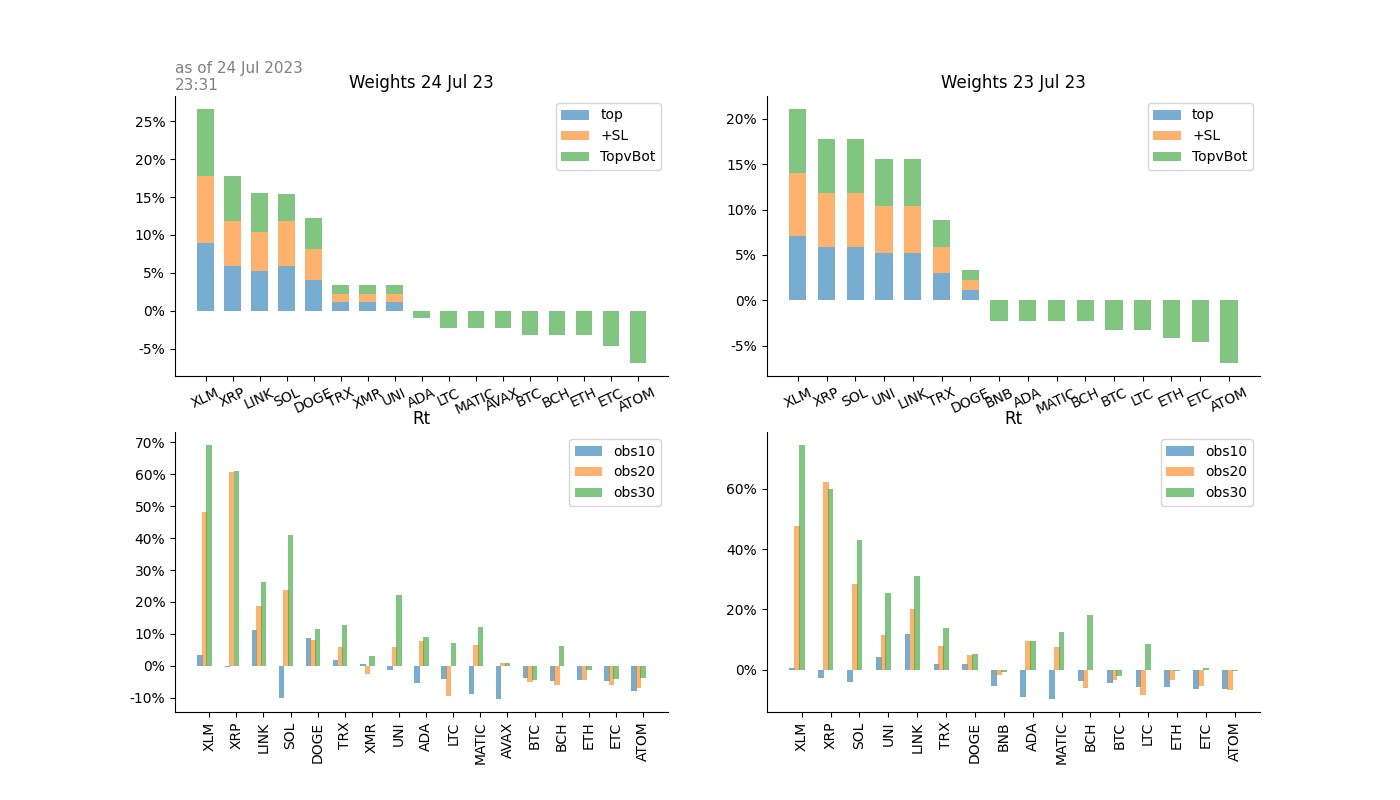 as of 24 Jul 2023
23:31
Weights 24 Jul 23
25%
20%
15%
10%
5%
0%
-5%
top
+SL
TopvBot
XLM XRP LINK SOL DOGE TRX XMR UNI ADA LTC MATIC AVAX BTC BCH ETH ETC ATOM
Weights 23 Jul 23
20%
15%
10%
5%
0%
-5%
top
+SL
TopvBot
XLM XRP SOL UNI LINK TRX DOGE BNB ADA MATIC BCH BTC LTC ETH ETC ATOM
Rt
70%
60%
50%
40%
30%
20%
10%
0%
-10%
obs10
obs20
obs30
XLM XRP LINK SOL DOGE TRX XMR UNI ADA LTC MATIC AVAX BTC BCH ETH ETC ATOM
Rt
60%
40%
20%
0%
obs10
obs20
obs30
XLM XRP SOL UNI LINK TRX DOGE BNB ADA MATIC BCH BTC LTC ETH ETC ATOM